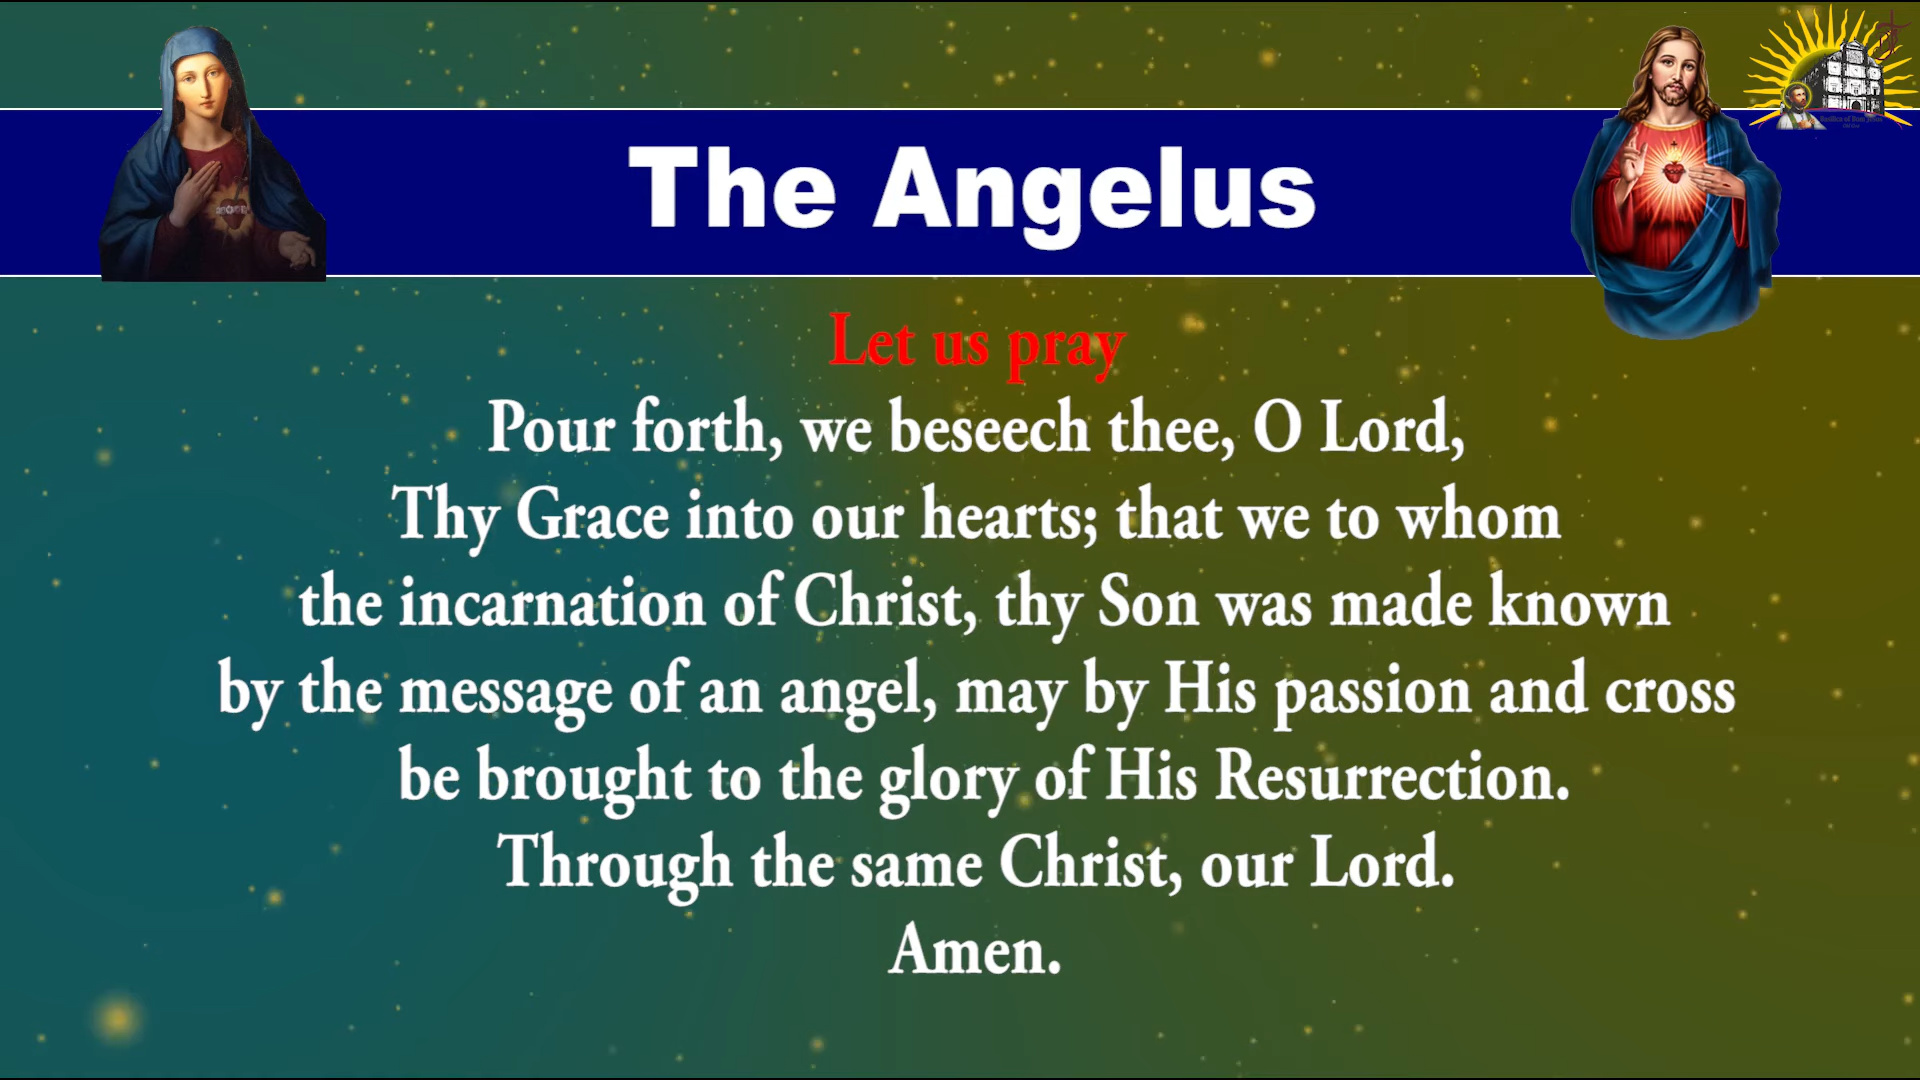 The Angelus
Let us pray
Pour forth, we beseech thee, O Lord,
Thy Grace into our hearts; that we to whom
the incarnation of Christ, thy Son was made known
by the message of an angel, may by His passion and cross
be brought to the glory of His Resurrection.
Through the same Christ, our Lord.
Amen.